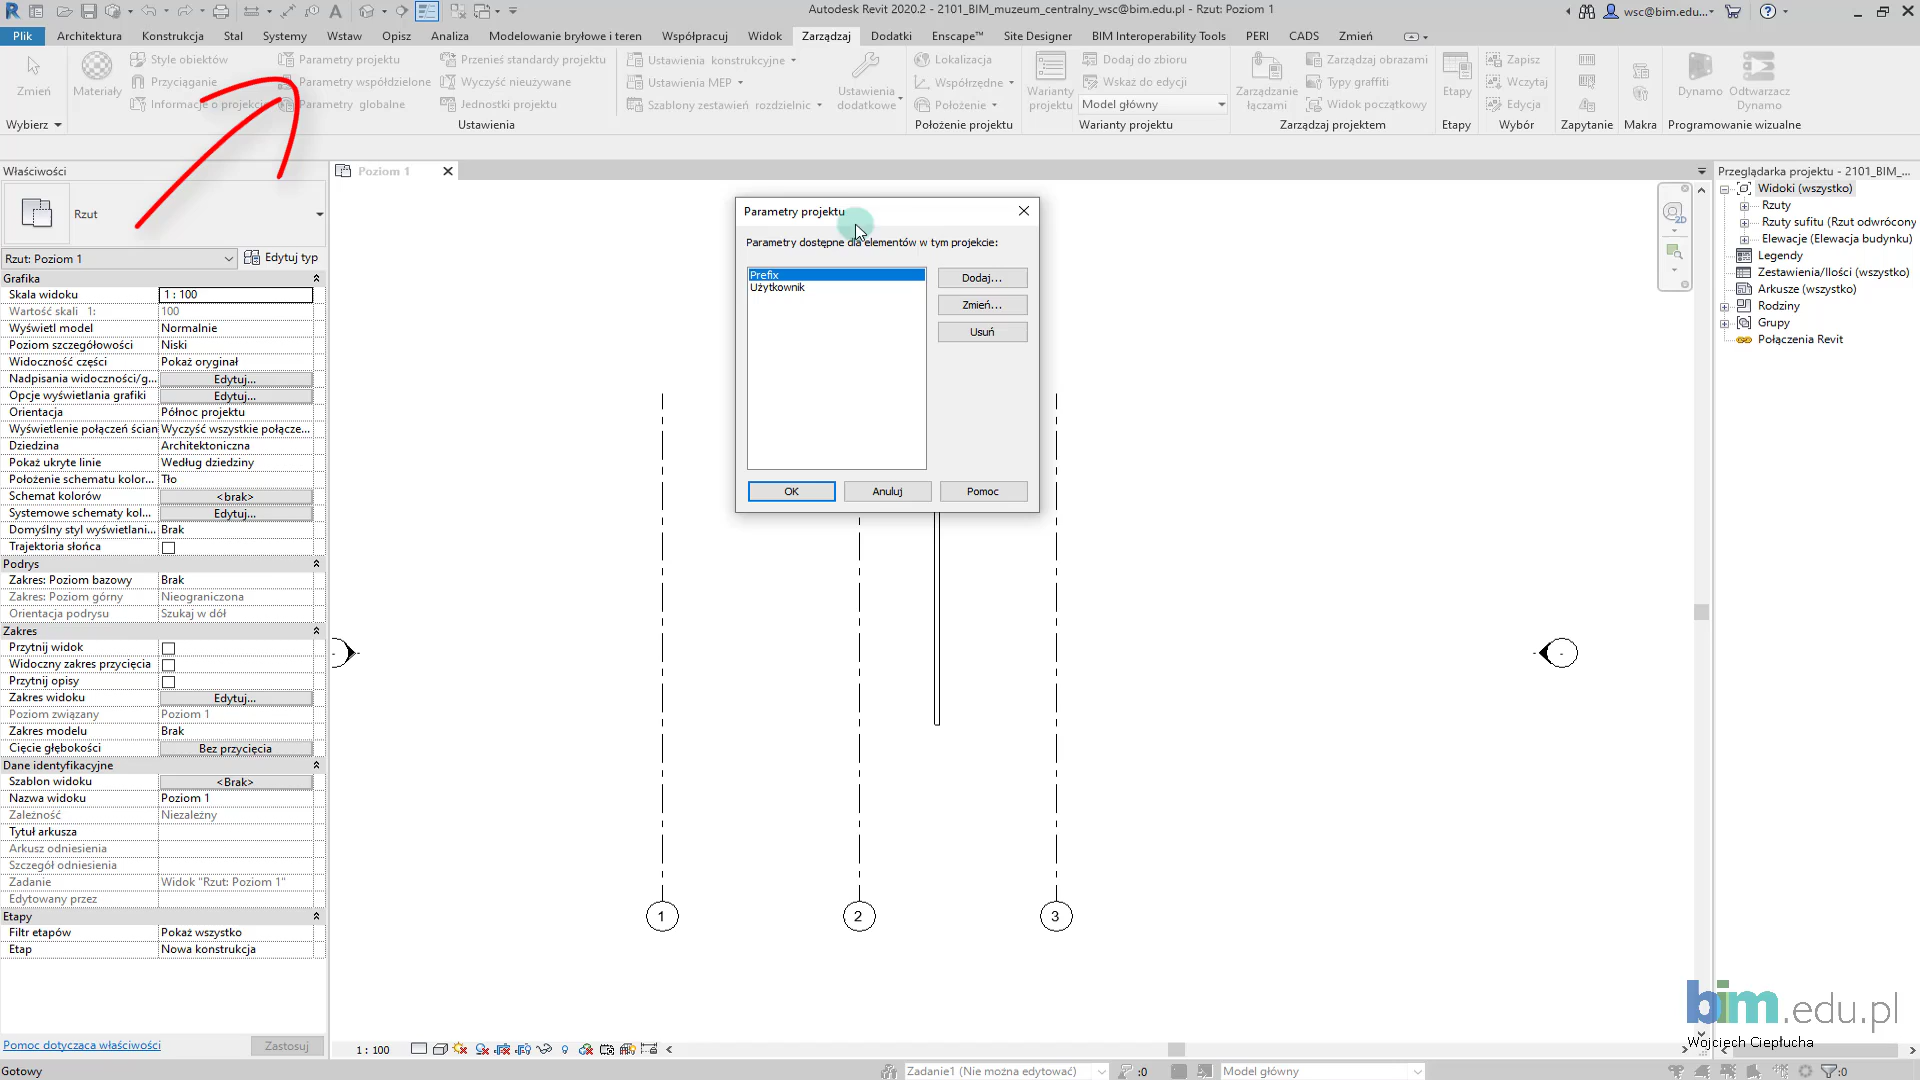 Autodesk Revit 2020.2 - 2101_BIM_muzeum_centralny_wsc@bim.edu.pl - Rzut: Poziom 1
wsc@bim.edu...
Plik Architektura Konstrukcja Stal Systemy Wstaw Opisz Analiza Modelowanie bryłowe i teren Współpracuj Widok Zarządzaj Dodatki Enscape™ Site Designer BIM Interoperability Tools PERI CADS Zmień
Zmień
Wybierz
Materiały
Style obiektów
Przyciąganie
Informacje o projekcie
Parametry projektu
Parametry współdzielone
Parametry globalne
Przenieś standardy projektu
Wyczyść nieużywane
Jednostki projektu
Ustawienia konstrukcyjne
Ustawienia MEP
Szablony zestawień rozdzielnic
Ustawienia
dodatkowe
Ustawienia
Lokalizacja
Współrzędne
Położenie
Położenie projektu
Warianty
projektu
Dodaj do zbioru
Wskaż do edycji
Model główny
Warianty projektu
Zarządzanie
łączami
Zarządzaj obrazami
Typy graffiti
Widok początkowy
Zarządzaj projektem
Etapy
Etapy
Zapisz
Wczytaj
Edycja
Wybór
Zapytanie
Makra
Dynamo
Odtwarzacz
Dynamo
Programowanie wizualne
Właściwości
Rzut
Rzut: Poziom 1
Edytuj typ
Grafika
Skala widoku 1 : 100
Wartość skali 1: 100
Wyświetl model Normalnie
Poziom szczegółowości Niski
Widoczność części Pokaż oryginał
Nadpisania widoczności/g... Edytuj...
Opcje wyświetlania grafiki Edytuj...
Orientacja Północ projektu
Wyświetlenie połączeń ścian Wyczyść wszystkie połącze...
Dziedzina Architektoniczna
Pokaż ukryte linie Według dziedziny
Położenie schematu kolor... Tło
Schemat kolorów <brak>
Systemowe schematy kol... Edytuj...
Domyślny styl wyświetlani... Brak
Trajektoria słońca
Podrys
Zakres: Poziom bazowy Brak
Zakres: Poziom górny Nieograniczona
Orientacja podrysu Szukaj w dół
Zakres
Przytnij widok
Widoczny zakres przycięcia
Przytnij opisy
Zakres widoku Edytuj...
Poziom związany Poziom 1
Zakres modelu Brak
Cięcie głębokości Bez przycięcia
Dane identyfikacyjne
Szablon widoku <Brak>
Nazwa widoku Poziom 1
Zależność Niezależny
Tytuł arkusza
Arkusz odniesienia
Szczegół odniesienia
Zadanie Widok "Rzut: Poziom 1"
Edytowany przez
Etapy
Filtr etapów Pokaż wszystko
Etap Nowa konstrukcja
Pomoc dotycząca właściwości
Zastosuj
Poziom 1
Parametry projektu
Parametry dostępne dla elementów w tym projekcie:
Prefix
Użytkownik
Dodaj...
Zmień...
Usuń
OK
Anuluj
Pomoc
1
2
3
2D
Przeglądarka projektu - 2101_BIM_...
Widoki (wszystko)
Rzuty
Rzuty sufitu (Rzut odwrócony
Elewacje (Elewacja budynku)
Legendy
Zestawienia/Ilości (wszystko)
Arkusze (wszystko)
Rodziny
Grupy
Połączenia Revit
bim.edu.pl
Wojciech Ciepłucha
1 : 100
Gotowy
Zadanie1 (Nie można edytować)
:0
Model główny
:0